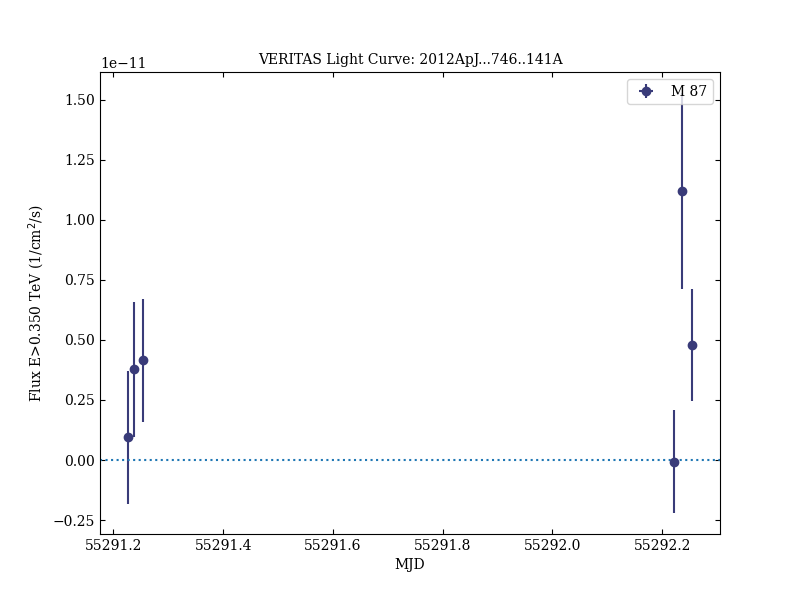 VERITAS Light Curve: 2012ApJ...746..141A
1e−11
M 87
1.50
1.25
1.00
0.75
0.50
0.25
0.00
−0.25
Flux E>0.350 TeV (1/cm²/s)
55291.2 55291.4 55291.6 55291.8 55292.0 55292.2
MJD